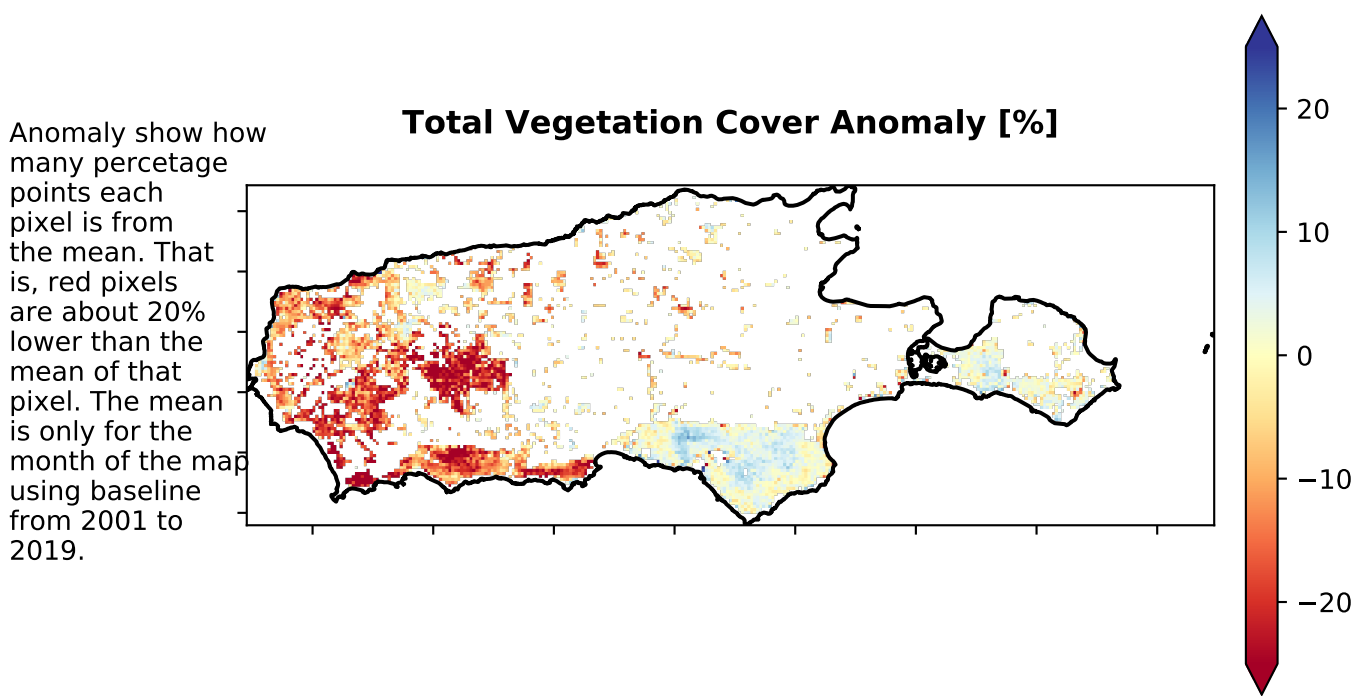 Total Vegetation Cover Anomaly [%]
Anomaly show how
many percetage
points each
pixel is from
the mean. That
is, red pixels
are about 20%
lower than the
mean of that
pixel. The mean
is only for the
month of the map
using baseline
from 2001 to
2019.
20
10
0
−10
−20